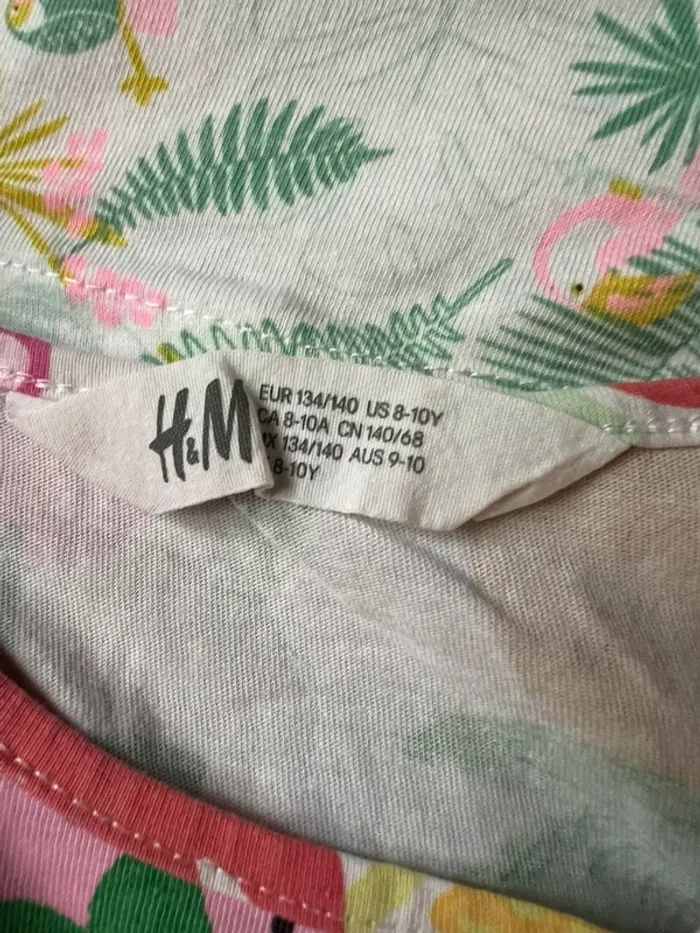 H&M
EUR 134/140 US 8-10Y
CA 8-10A CN 140/68
134/140 AUS 9-10
8-10Y